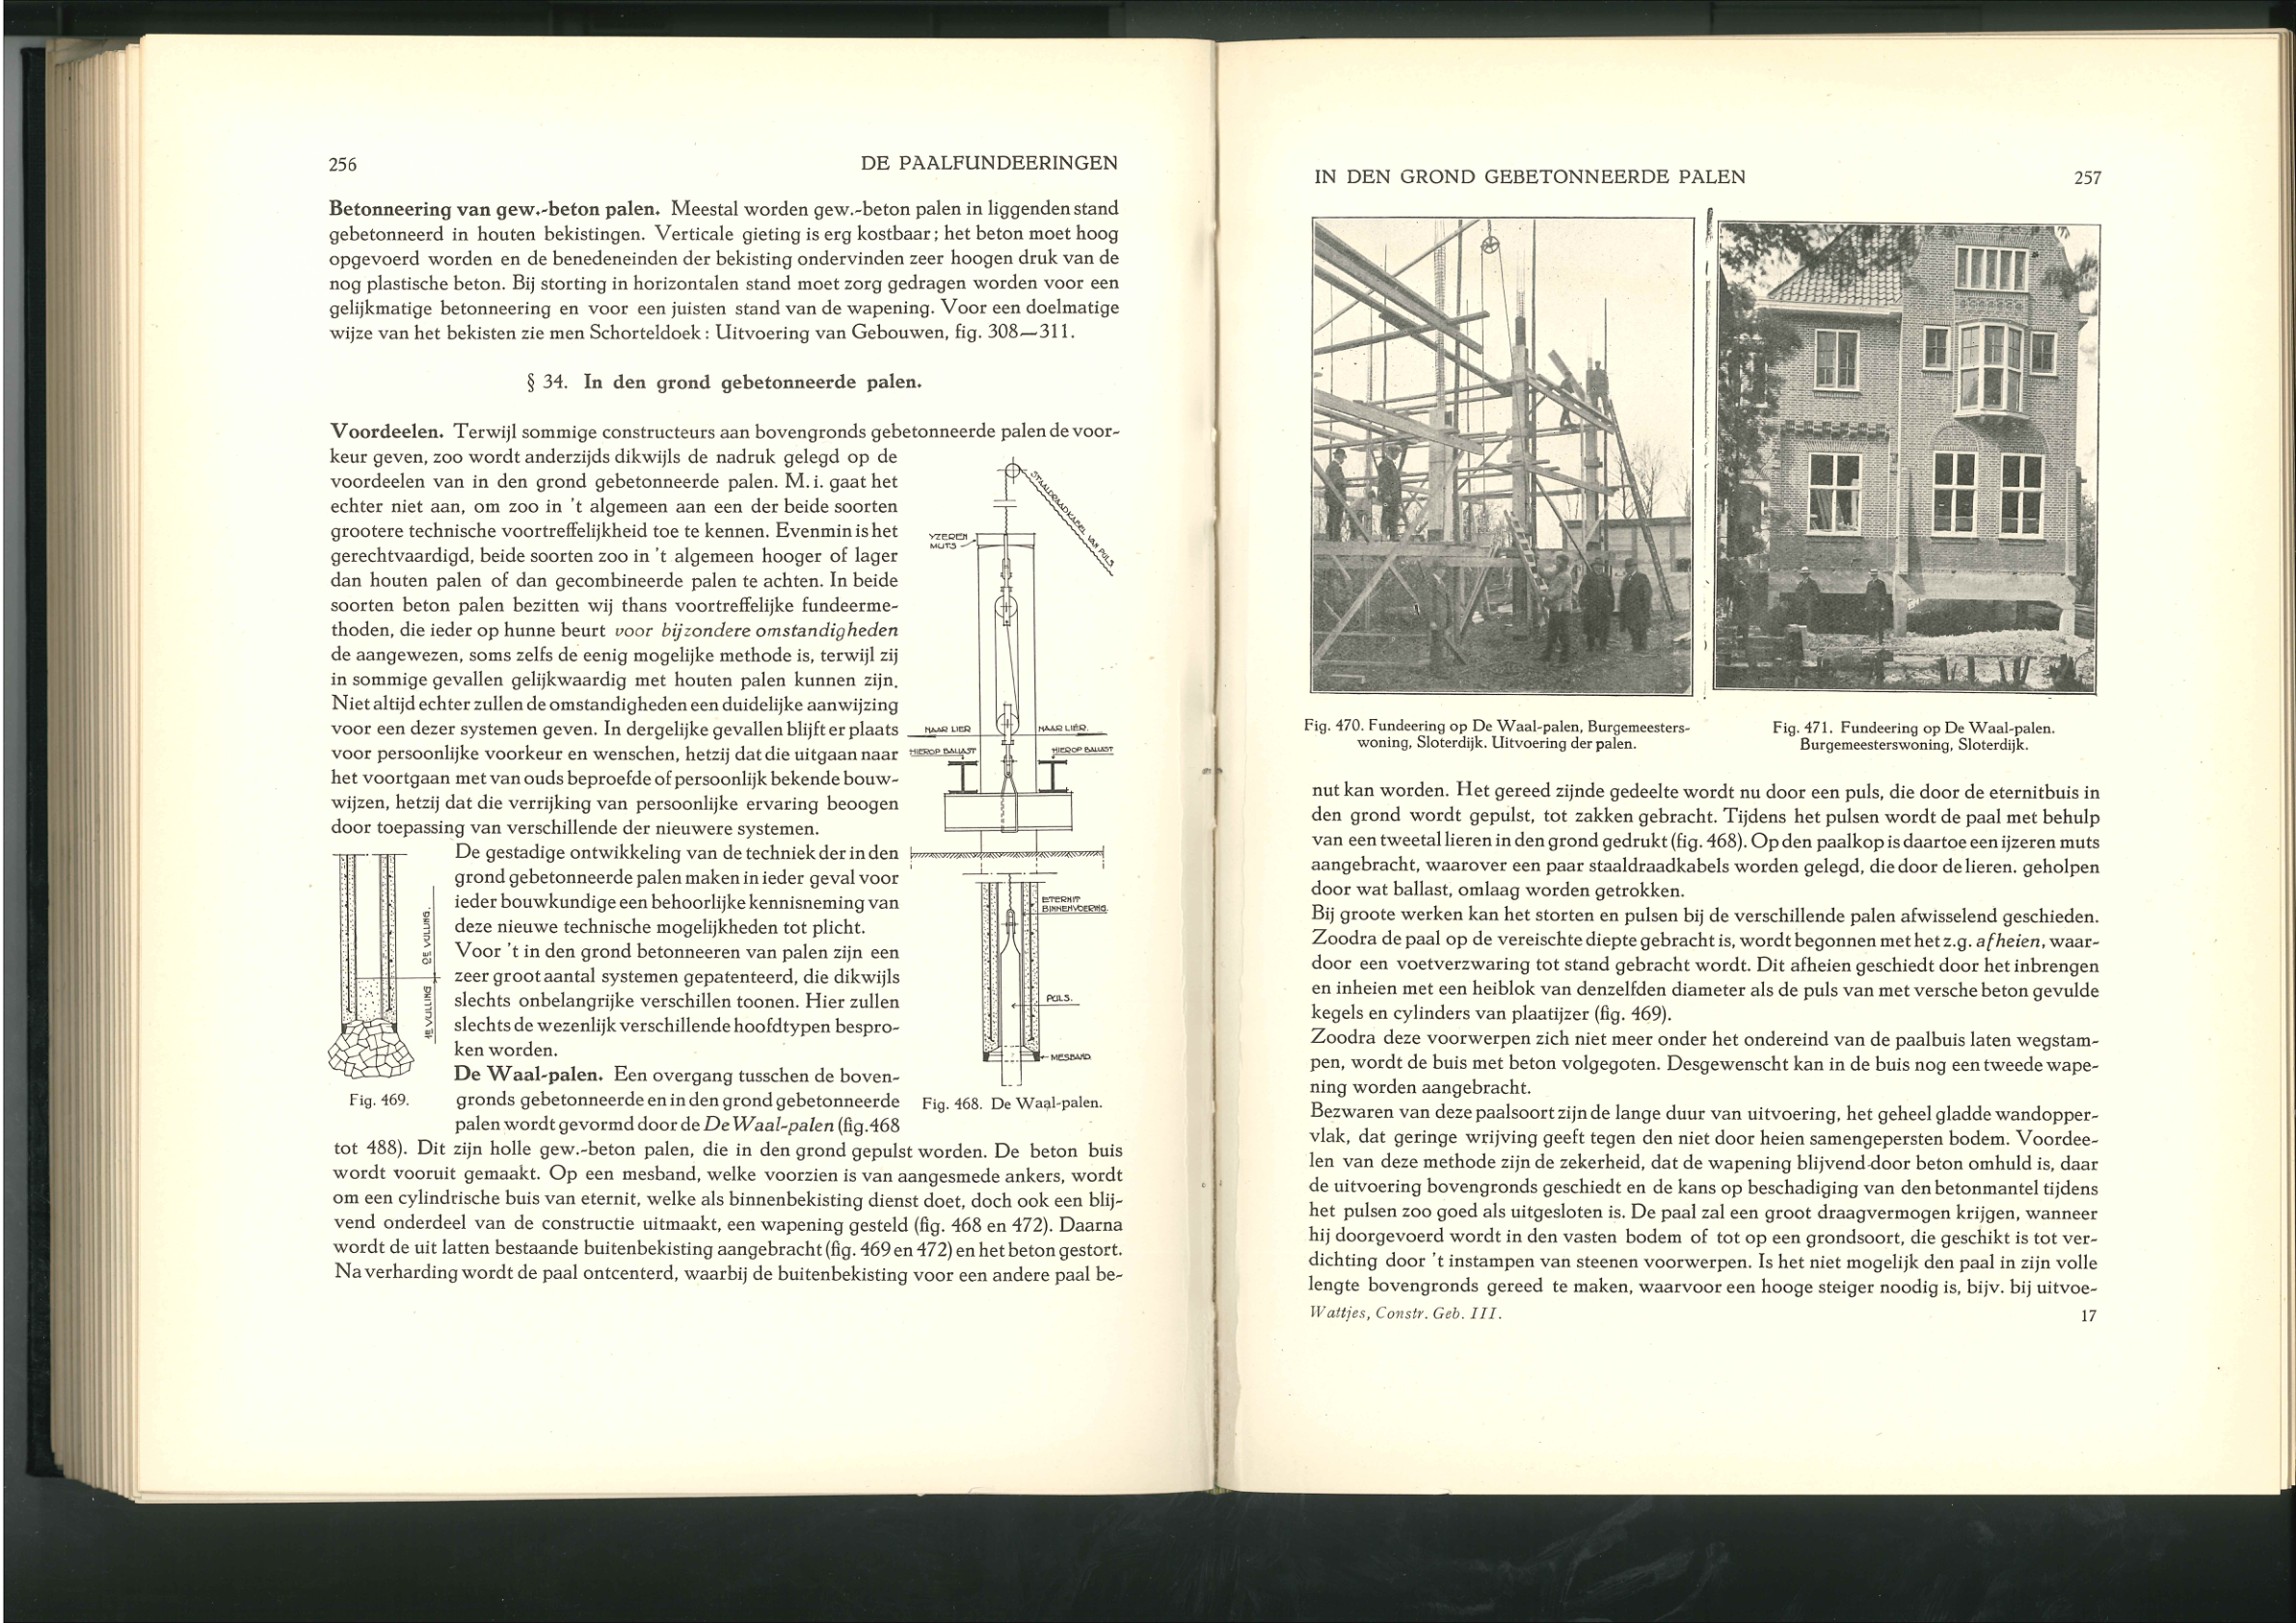 256
DE PAALFUNDEERINGEN
Betonneering van gew.-beton palen. Meestal worden gew.-beton palen in liggenden stand
gebetonneerd in houten bekistingen. Verticale gieting is erg kostbaar; het beton moet hoog
opgevoerd worden en de benedeneinden der bekisting ondervinden zeer hoogen druk van de
nog plastische beton. Bij storting in horizontalen stand moet zorg gedragen worden voor een
gelijkmatige betonneering en voor een juisten stand van de wapening. Voor een doelmatige
wijze van het bekisten zie men Schorteldoek: Uitvoering van Gebouwen, fig. 308—311.
§ 34. In den grond gebetonneerde palen.
Voordeelen. Terwijl sommige constructeurs aan bovengronds gebetonneerde palen de voor-
keur geven, zoo wordt anderzijds dikwijls de nadruk gelegd op de
voordeelen van in den grond gebetonneerde palen. M. i. gaat het
echter niet aan, om zoo in 't algemeen aan een der beide soorten
grootere technische voortreffelijkheid toe te kennen. Evenmin is het
gerechtvaardigd, beide soorten zoo in 't algemeen hooger of lager
dan houten palen of dan gecombineerde palen te achten. In beide
soorten beton palen bezitten wij thans voortreffelijke fundeerme-
thoden, die ieder op hunne beurt voor bijzondere omstandigheden
de aangewezen, soms zelfs de eenig mogelijke methode is, terwijl zij
in sommige gevallen gelijkwaardig met houten palen kunnen zijn.
Niet altijd echter zullen de omstandigheden een duidelijke aanwijzing
voor een dezer systemen geven. In dergelijke gevallen blijft er plaats
voor persoonlijke voorkeur en wenschen, hetzij dat die uitgaan naar
het voortgaan met van ouds beproefde of persoonlijk bekende bouw-
wijzen, hetzij dat die verrijking van persoonlijke ervaring beoogen
door toepassing van verschillende der nieuwere systemen.
De gestadige ontwikkeling van de techniek der in den
grond gebetonneerde palen maken in ieder geval voor
ieder bouwkundige een behoorlijke kennisneming van
deze nieuwe technische mogelijkheden tot plicht.
Voor 't in den grond betonneeren van palen zijn een
zeer groot aantal systemen gepatenteerd, die dikwijls
slechts onbelangrijke verschillen toonen. Hier zullen
slechts de wezenlijk verschillende hoofdtypen bespro-
ken worden.
De Waal-palen. Een overgang tusschen de boven-
gronds gebetonneerde en in den grond gebetonneerde
palen wordt gevormd door de De Waal-palen (fig. 468
tot 488). Dit zijn holle gew.-beton palen, die in den grond gepulst worden. De beton buis
wordt vooruit gemaakt. Op een mesband, welke voorzien is van aangesmede ankers, wordt
om een cylindrische buis van eternit, welke als binnenbekisting dienst doet, doch ook een blij-
vend onderdeel van de constructie uitmaakt, een wapening gesteld (fig. 468 en 472). Daarna
wordt de uit latten bestaande buitenbekisting aangebracht (fig. 469 en 472) en het beton gestort.
Na verharding wordt de paal ontcenterd, waarbij de buitenbekisting voor een andere paal be-
STAALDRAADKABEL VAN PULS
YZEREN
MUTS
NAAR LIER
NAAR LIER.
HIEROP BALLAST
HIEROP BALLAST
ETERNIT
BINNENVOERING.
PULS.
MESBAND
Fig. 468. De Waal-palen.
2E VULLING.
1E VULLING
Fig. 469.
IN DEN GROND GEBETONNEERDE PALEN
257
Fig. 470. Fundeering op De Waal-palen, Burgemeesters-
woning, Sloterdijk. Uitvoering der palen.
Fig. 471. Fundeering op De Waal-palen.
Burgemeesterswoning, Sloterdijk.
nut kan worden. Het gereed zijnde gedeelte wordt nu door een puls, die door de eternitbuis in
den grond wordt gepulst, tot zakken gebracht. Tijdens het pulsen wordt de paal met behulp
van een tweetal lieren in den grond gedrukt (fig. 468). Op den paalkop is daartoe een ijzeren muts
aangebracht, waarover een paar staaldraadkabels worden gelegd, die door de lieren. geholpen
door wat ballast, omlaag worden getrokken.
Bij groote werken kan het storten en pulsen bij de verschillende palen afwisselend geschieden.
Zoodra de paal op de vereischte diepte gebracht is, wordt begonnen met het z.g. afheien, waar-
door een voetverzwaring tot stand gebracht wordt. Dit afheien geschiedt door het inbrengen
en inheien met een heiblok van denzelfden diameter als de puls van met versche beton gevulde
kegels en cylinders van plaatijzer (fig. 469).
Zoodra deze voorwerpen zich niet meer onder het ondereind van de paalbuis laten wegstam-
pen, wordt de buis met beton volgegoten. Desgewenscht kan in de buis nog een tweede wape-
ning worden aangebracht.
Bezwaren van deze paalsoort zijn de lange duur van uitvoering, het geheel gladde wandopper-
vlak, dat geringe wrijving geeft tegen den niet door heien samengepersten bodem. Voordee-
len van deze methode zijn de zekerheid, dat de wapening blijvend door beton omhuld is, daar
de uitvoering bovengronds geschiedt en de kans op beschadiging van den betonmantel tijdens
het pulsen zoo goed als uitgesloten is. De paal zal een groot draagvermogen krijgen, wanneer
hij doorgevoerd wordt in den vasten bodem of tot op een grondsoort, die geschikt is tot ver-
dichting door 't instampen van steenen voorwerpen. Is het niet mogelijk den paal in zijn volle
lengte bovengronds gereed te maken, waarvoor een hooge steiger noodig is, bijv. bij uitvoe-
Wattjes, Constr. Geb. III.
17